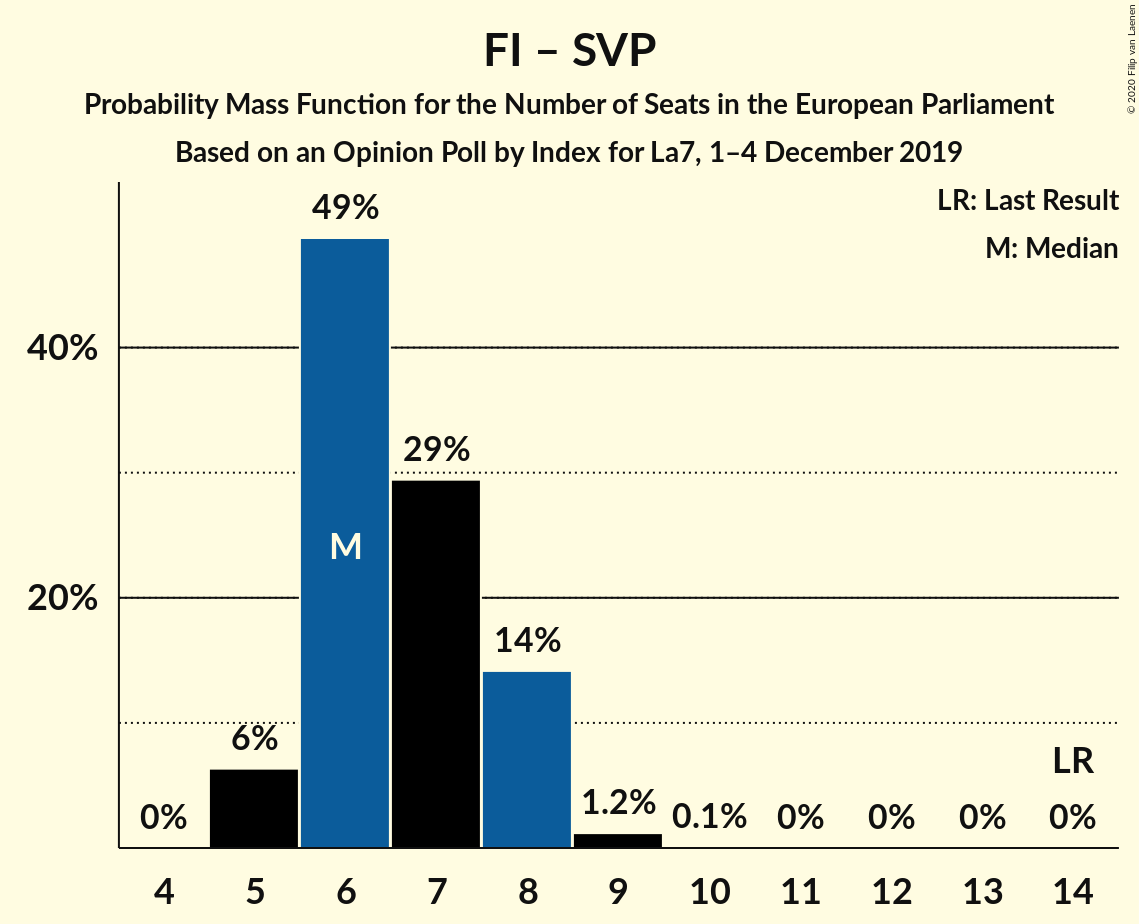 FI – SVP
Probability Mass Function for the Number of Seats in the European Parliament
Based on an Opinion Poll by Index for La7, 1–4 December 2019
© 2020 Filip van Laenen
LR: Last Result
M: Median
49%
40%
29%
M
20%
14%
6%
LR
0%
1.2%
0.1%
0%
0%
0%
0%
4 5 6 7 8 9 10 11 12 13 14